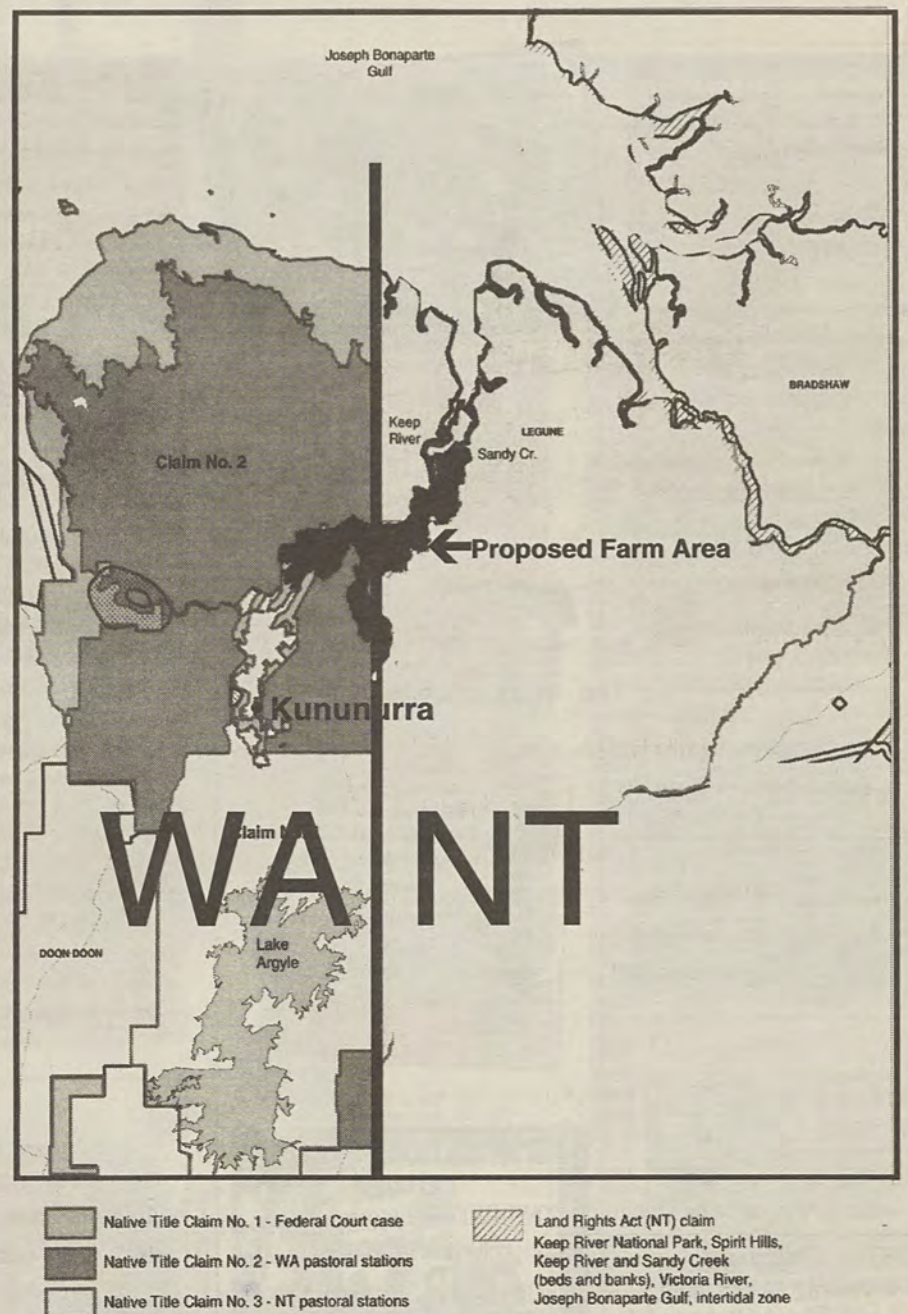 Joseph Bonaparte
Gulf
BRADSHAW
Keep
River
LEGUNE
Sandy Cr.
Claim No. 2
Proposed Farm Area
Kununurra
WA NT
Claim
DOON DOON
Lake
Argyle
Native Title Claim No. 1 - Federal Court case
Native Title Claim No. 2 - WA pastoral stations
Native Title Claim No. 3 - NT pastoral stations
Land Rights Act (NT) claim
Keep River National Park, Spirit Hills,
Keep River and Sandy Creek
(beds and banks), Victoria River,
Joseph Bonaparte Gulf, intertidal zone